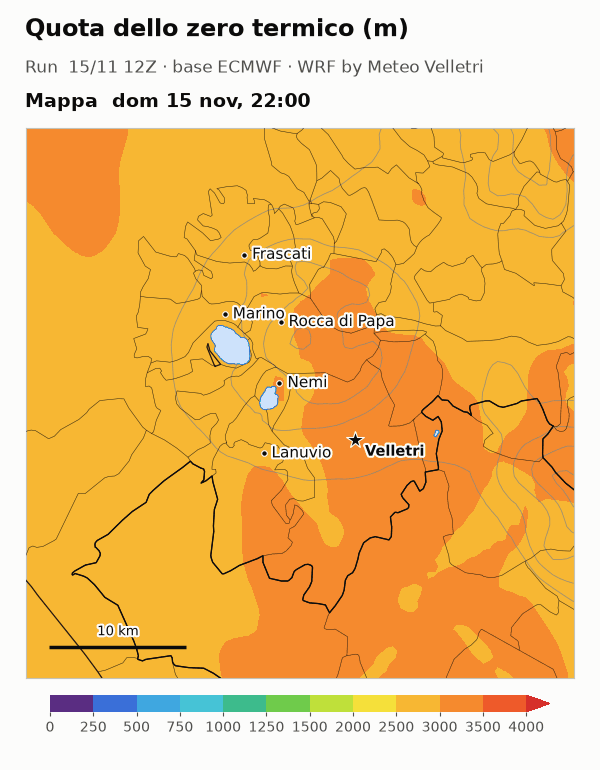 Quota dello zero termico (m)
Run  15/11 12Z · base ECMWF · WRF by Meteo Velletri
Mappa  dom 15 nov, 22:00
Frascati
Marino
Rocca di Papa
Nemi
Velletri
Lanuvio
10 km
0 250 500 750 1000 1250 1500 2000 2500 3000 3500 4000